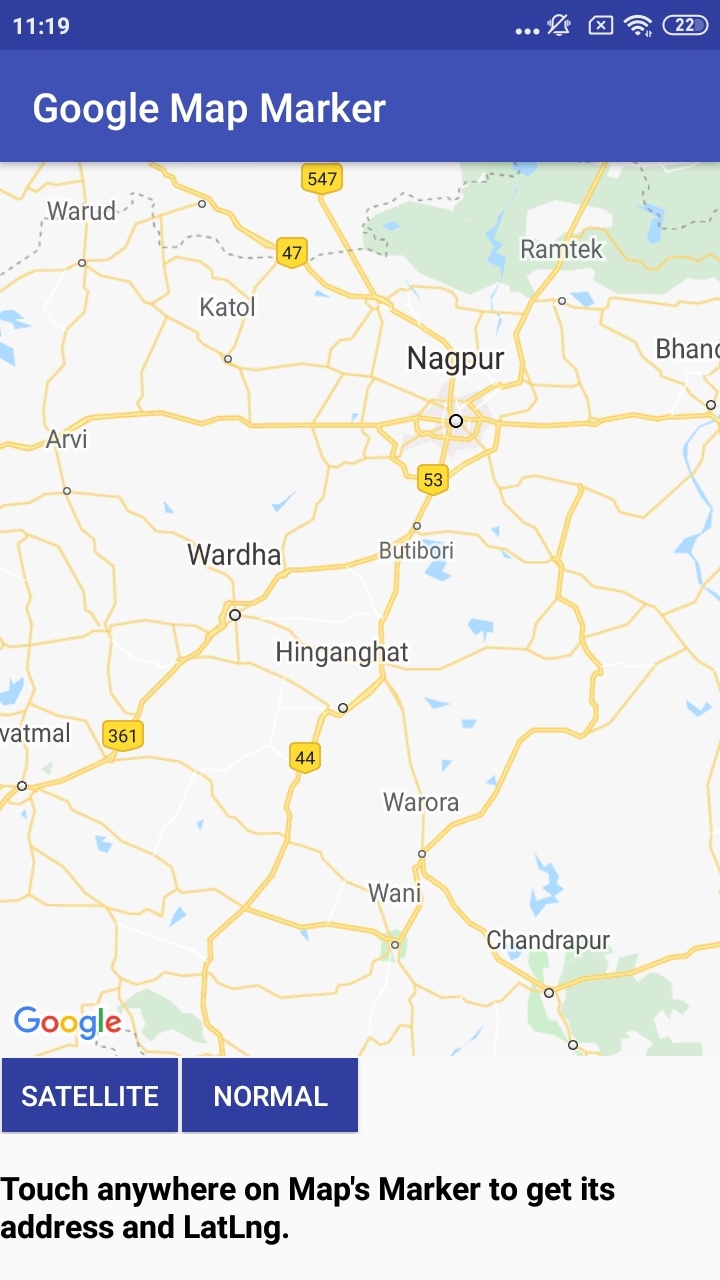 11:19
22
Google Map Marker
547
Warud
47
Ramtek
Katol
Nagpur
Bhand
Arvi
53
Wardha
Butibori
Hinganghat
vatmal
361
44
Warora
Wani
Chandrapur
Google
SATELLITE
NORMAL
Touch anywhere on Map's Marker to get its
address and LatLng.